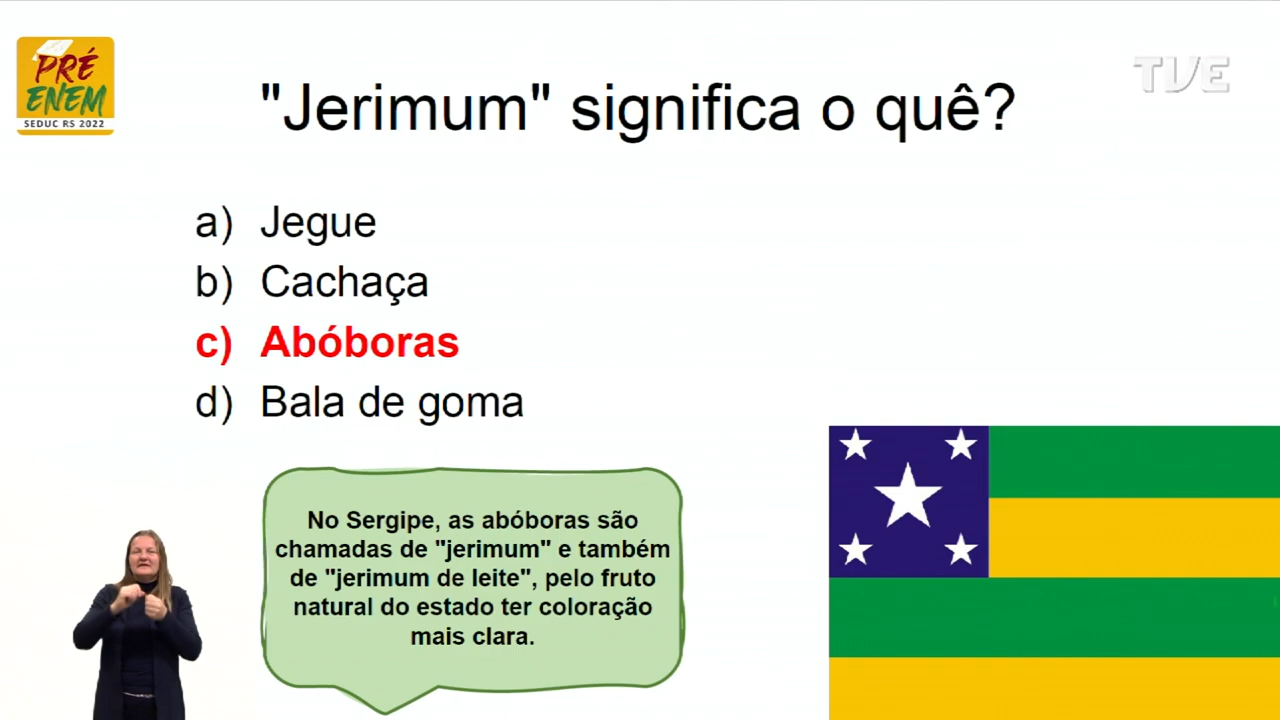 PRÉ
ENEM
SEDUC RS 2022
TVE
"Jerimum" significa o quê?
a) Jegue
b) Cachaça
c) Abóboras
d) Bala de goma
No Sergipe, as abóboras são
chamadas de "jerimum" e também
de "jerimum de leite", pelo fruto
natural do estado ter coloração
mais clara.